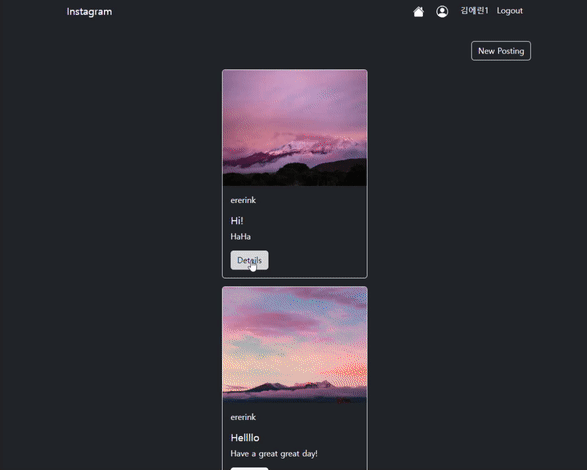 Instagram
김예린1 Logout
New Posting
ererink
Hi!
HaHa
Details
ererink
Hellllo
Have a great great day!